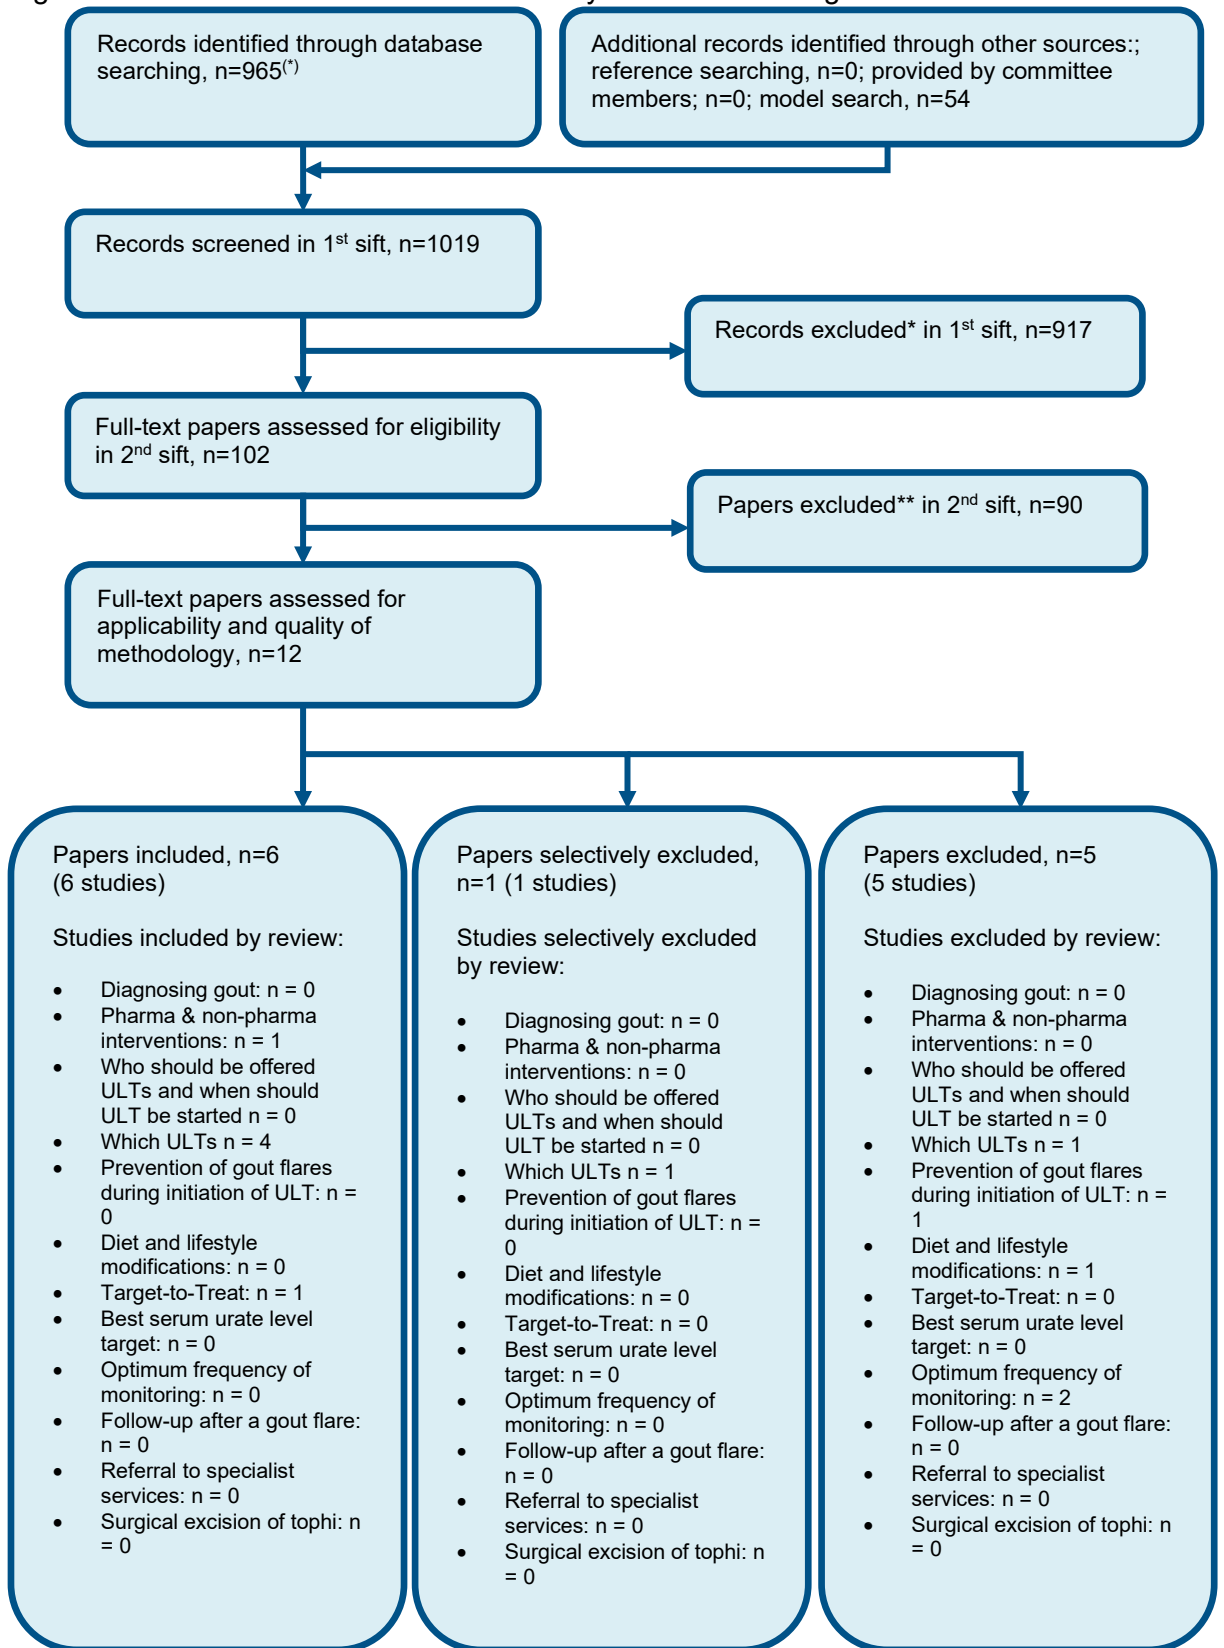 Records identified through database
searching, n=965(*)
Additional records identified through other sources:;
reference searching, n=0; provided by committee
members; n=0; model search, n=54
Records screened in 1st sift, n=1019
Records excluded* in 1st sift, n=917
Full-text papers assessed for eligibility
in 2nd sift, n=102
Papers excluded** in 2nd sift, n=90
Full-text papers assessed for
applicability and quality of
methodology, n=12
Papers included, n=6
(6 studies)
Studies included by review:
• Diagnosing gout: n = 0
• Pharma & non-pharma
interventions: n = 1
• Who should be offered
ULTs and when should
ULT be started n = 0
• Which ULTs n = 4
• Prevention of gout flares
during initiation of ULT: n =
0
• Diet and lifestyle
modifications: n = 0
• Target-to-Treat: n = 1
• Best serum urate level
target: n = 0
• Optimum frequency of
monitoring: n = 0
• Follow-up after a gout flare:
n = 0
• Referral to specialist
services: n = 0
• Surgical excision of tophi: n
= 0
Papers selectively excluded,
n=1 (1 studies)
Studies selectively excluded
by review:
• Diagnosing gout: n = 0
• Pharma & non-pharma
interventions: n = 0
• Who should be offered
ULTs and when should
ULT be started n = 0
• Which ULTs n = 1
• Prevention of gout flares
during initiation of ULT: n =
0
• Diet and lifestyle
modifications: n = 0
• Target-to-Treat: n = 0
• Best serum urate level
target: n = 0
• Optimum frequency of
monitoring: n = 0
• Follow-up after a gout flare:
n = 0
• Referral to specialist
services: n = 0
• Surgical excision of tophi: n
= 0
Papers excluded, n=5
(5 studies)
Studies excluded by review:
• Diagnosing gout: n = 0
• Pharma & non-pharma
interventions: n = 0
• Who should be offered
ULTs and when should
ULT be started n = 0
• Which ULTs n = 1
• Prevention of gout flares
during initiation of ULT: n =
1
• Diet and lifestyle
modifications: n = 1
• Target-to-Treat: n = 0
• Best serum urate level
target: n = 0
• Optimum frequency of
monitoring: n = 2
• Follow-up after a gout flare:
n = 0
• Referral to specialist
services: n = 0
• Surgical excision of tophi: n
= 0